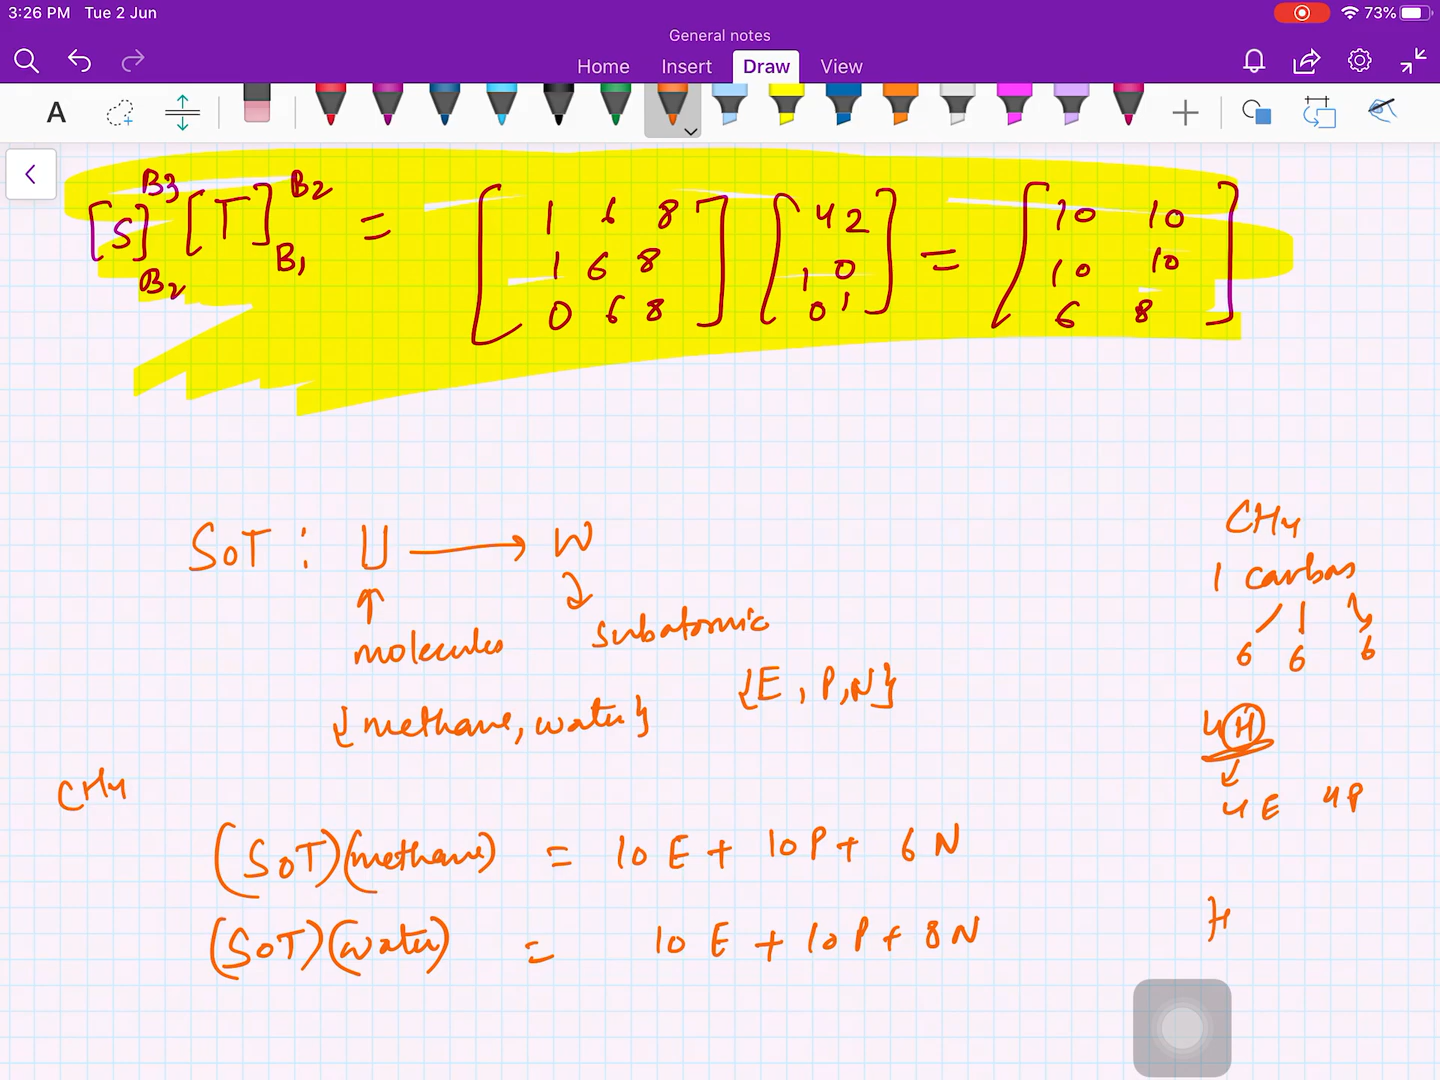 3:26 PM Tue 2 Jun
73%
General notes
Home Insert Draw View
A
[S] B3 B2 [T] B2 B1 = [ 1 6 8 ] [ 4 2 ] = [ 10 10 ]
1 6 8 1 0 10 10
0 6 8 0 1 6 8
SoT : U → W
molecules
subatomic
{methane, water}
{E, P, N}
CH4
1 carbon
6 6 6
4H
4 E 4P
CH4
(SoT)(methane) = 10 E + 10P + 6 N
(SoT)(water) = 10 E + 10 P + 8 N
H